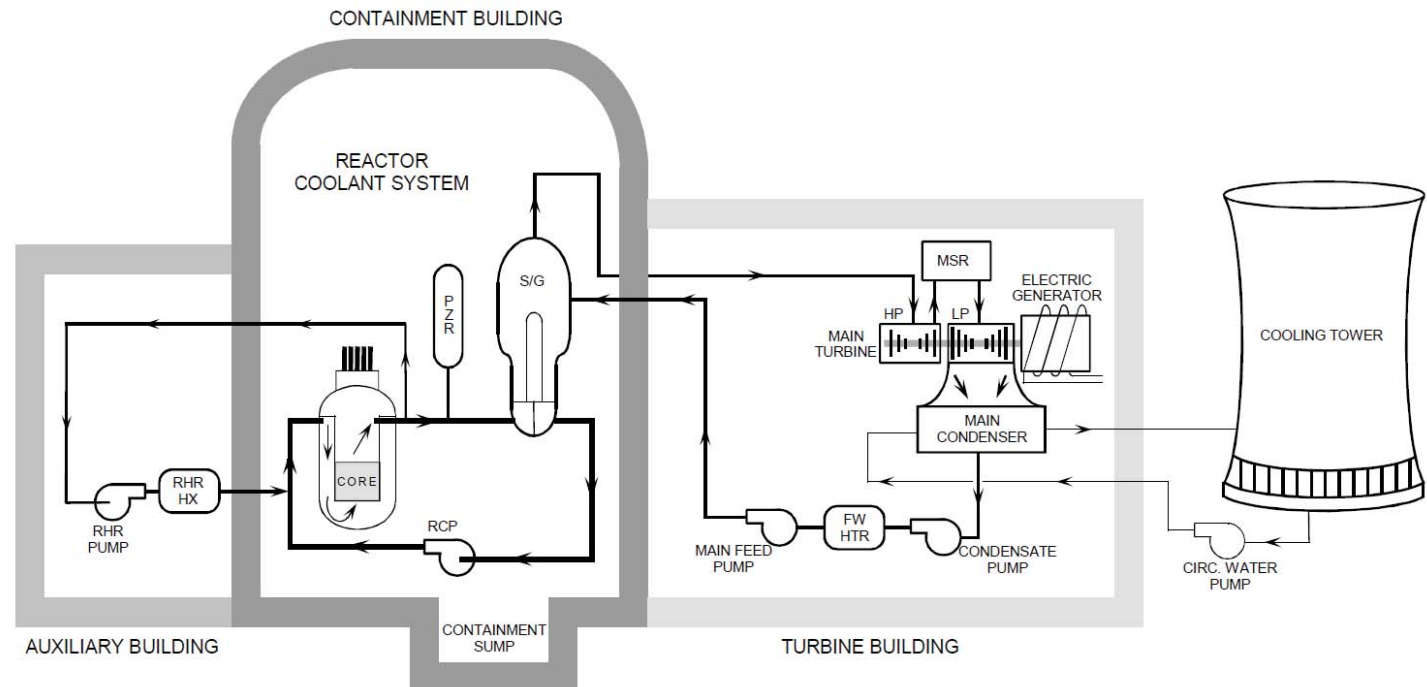 CONTAINMENT BUILDING
REACTOR
COOLANT SYSTEM
S/G
P
Z
R
MSR
ELECTRIC
GENERATOR
HP
LP
MAIN
TURBINE
COOLING TOWER
MAIN
CONDENSER
CORE
RHR
HX
RHR
PUMP
RCP
FW
HTR
MAIN FEED
PUMP
CONDENSATE
PUMP
CIRC. WATER
PUMP
CONTAINMENT
SUMP
AUXILIARY BUILDING
TURBINE BUILDING